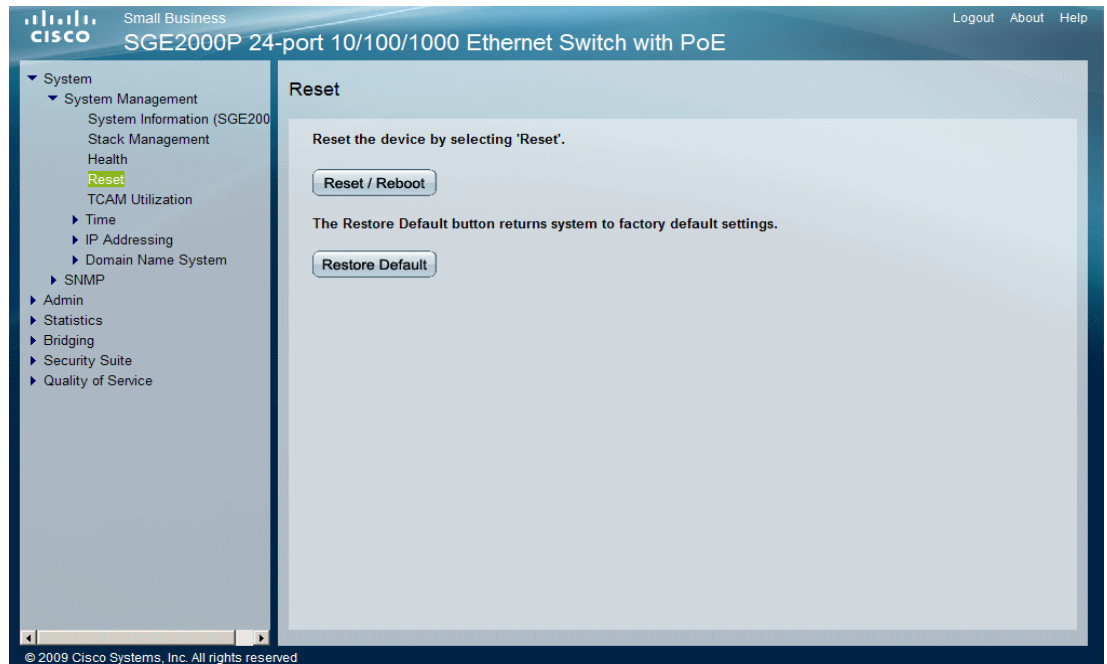 Small Business
Logout About Help
CISCO
SGE2000P 24-port 10/100/1000 Ethernet Switch with PoE
System
System Management
System Information (SGE200
Stack Management
Health
Reset
TCAM Utilization
Time
IP Addressing
Domain Name System
SNMP
Admin
Statistics
Bridging
Security Suite
Quality of Service
Reset
Reset the device by selecting 'Reset'.
Reset / Reboot
The Restore Default button returns system to factory default settings.
Restore Default
© 2009 Cisco Systems, Inc. All rights reserved